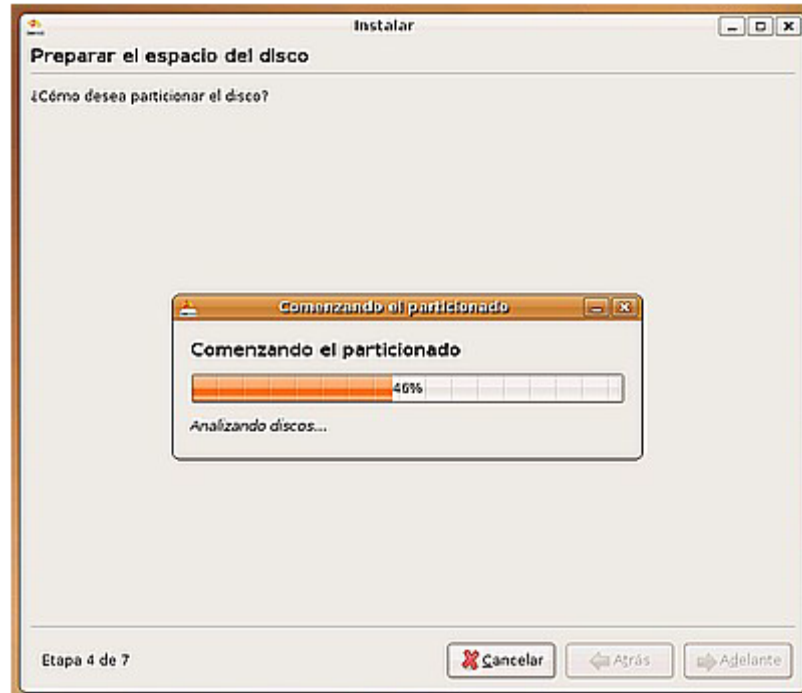 Instalar
Preparar el espacio del disco
¿Cómo desea particionar el disco?
Comenzando el particionado
Comenzando el particionado
46%
Analizando discos...
Etapa 4 de 7
Cancelar
Atrás
Adelante